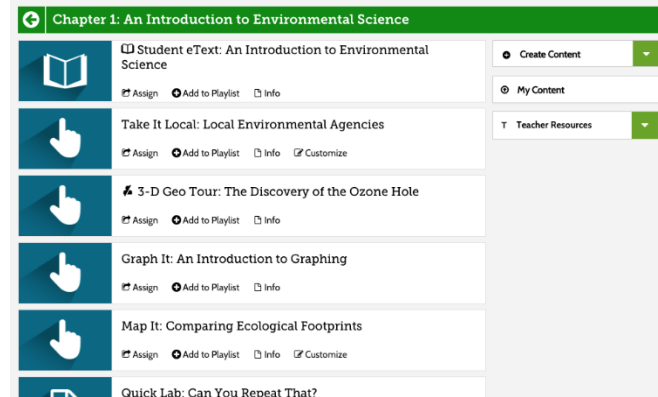 Chapter 1: An Introduction to Environmental Science
Student eText: An Introduction to Environmental
Science
Assign Add to Playlist Info
Take It Local: Local Environmental Agencies
Assign Add to Playlist Info Customize
3-D Geo Tour: The Discovery of the Ozone Hole
Assign Add to Playlist Info
Graph It: An Introduction to Graphing
Assign Add to Playlist Info
Map It: Comparing Ecological Footprints
Assign Add to Playlist Info Customize
Quick Lab: Can You Repeat That?
Create Content
My Content
T Teacher Resources